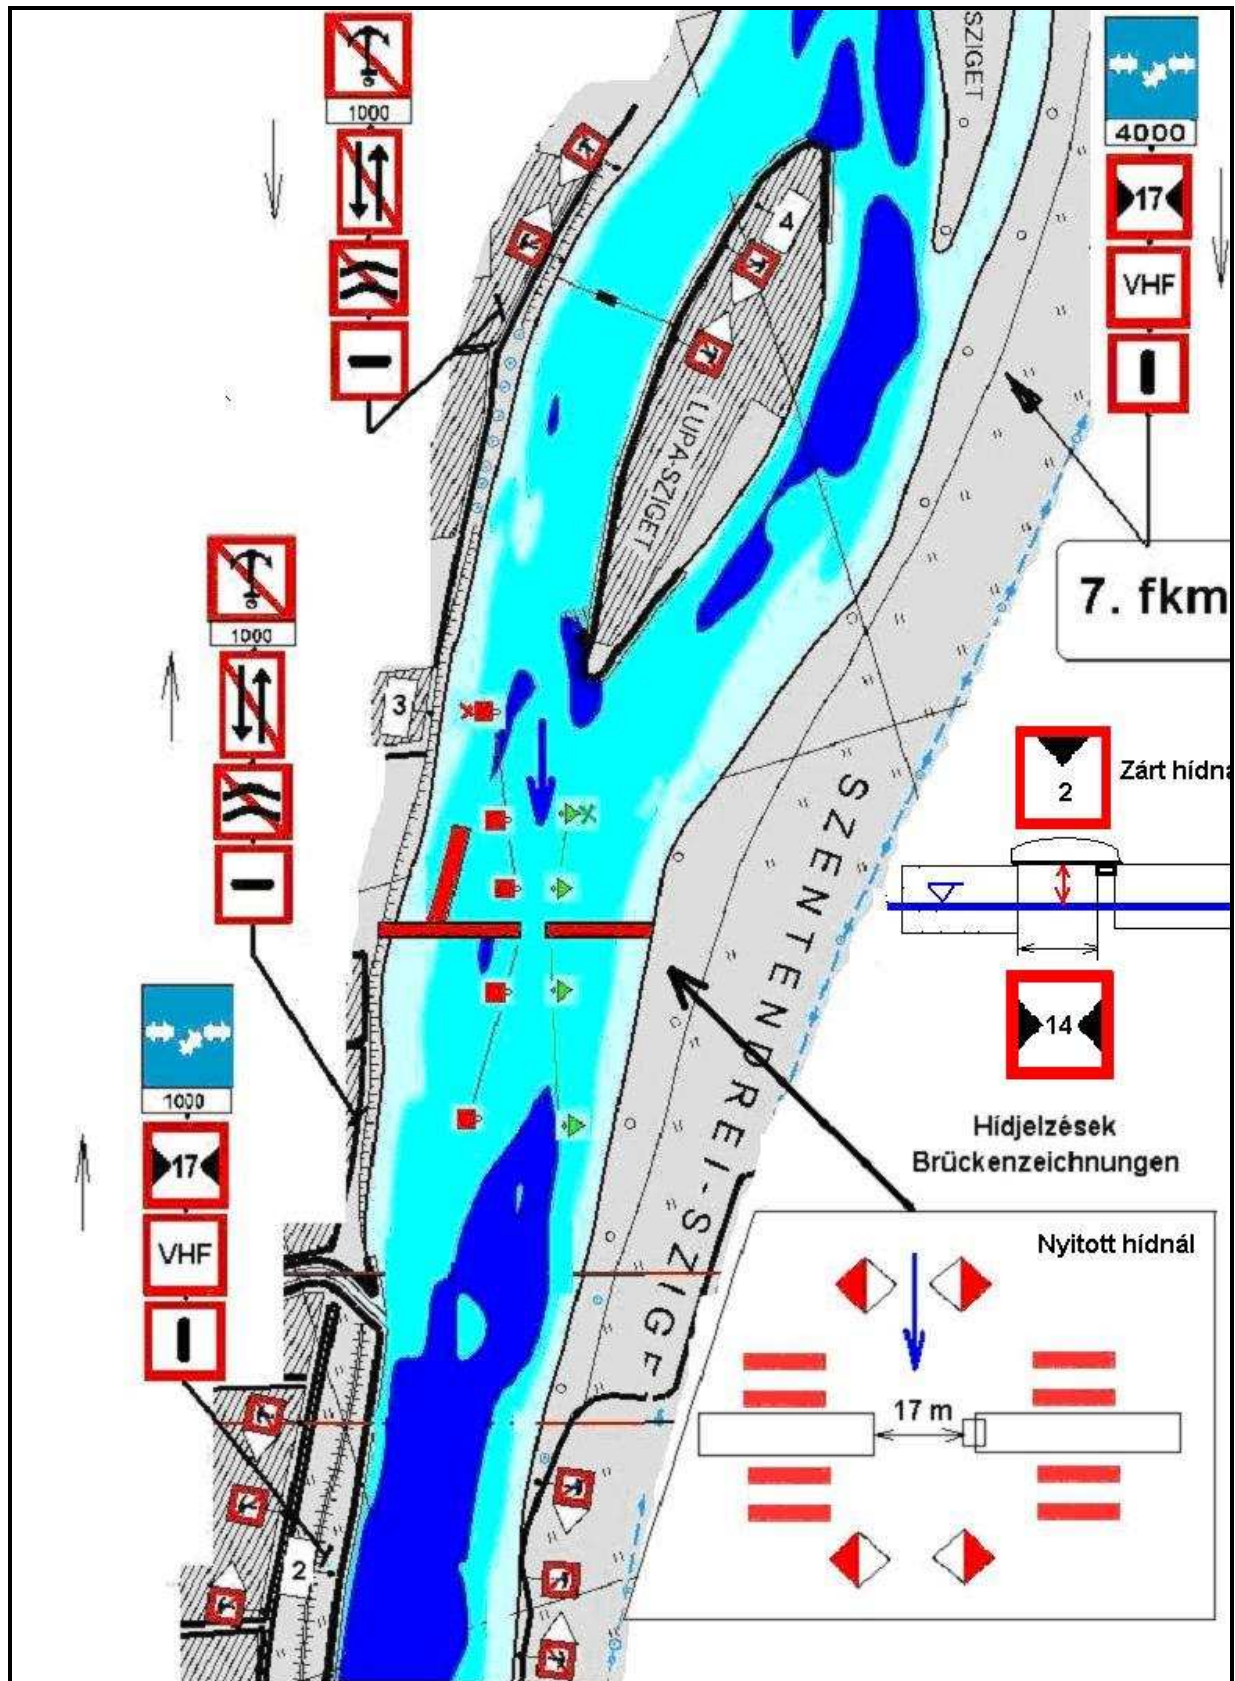 1000
SZIGET
4000
17
VHF
4
LUPA-SZIGET
7. fkm
1000
3
2
Zárt hídná
14
SZENTENDREI-SZIGET
1000
17
VHF
Hídjelzések
Brückenzeichnungen
Nyitott hídnál
17 m
2